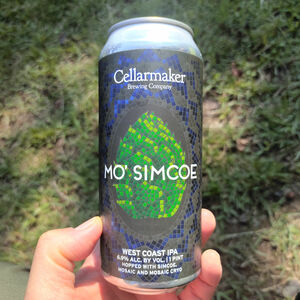 Cellarmaker
Brewing Company
MO' SIMCOE
WEST COAST IPA
6.9% ALC. BY VOL. | 1 PINT
HOPPED WITH SIMCOE,
MOSAIC AND MOSAIC CRYO